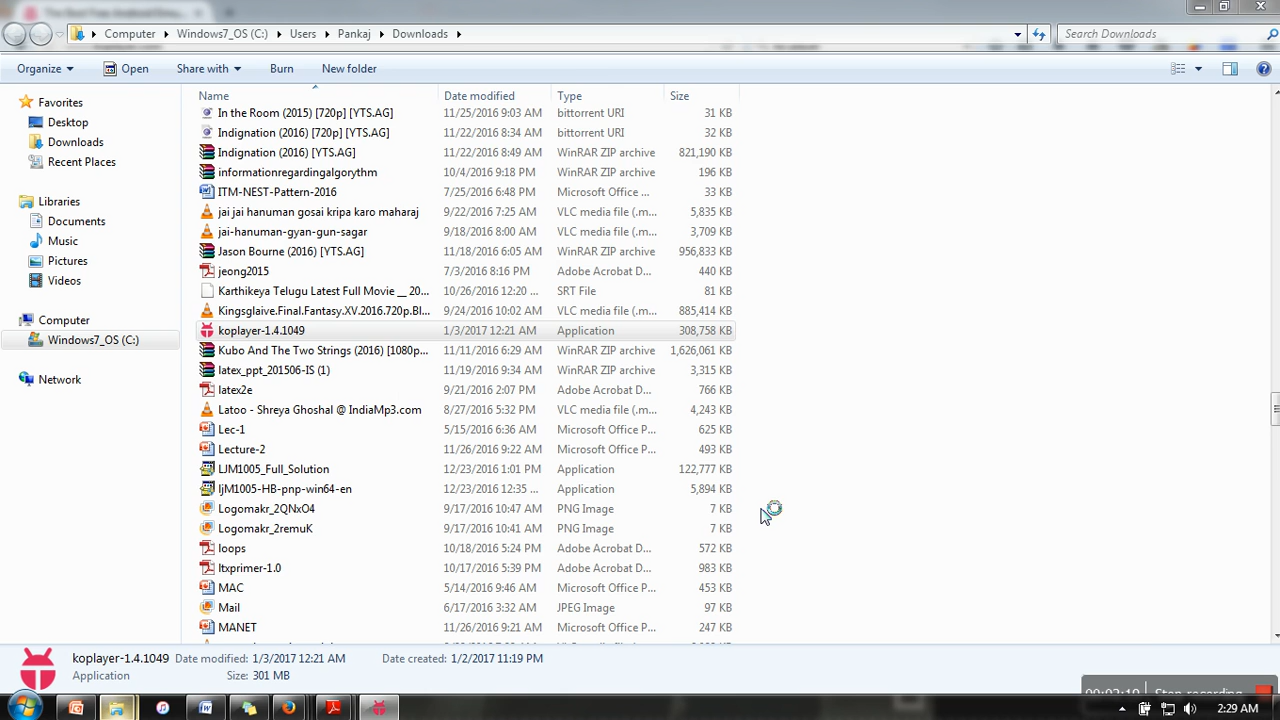 The Best Free Android Emu...
Computer Windows7_OS (C:) Users Pankaj Downloads
Search Downloads
Organize Open Share with Burn New folder
Name Date modified Type Size
In the Room (2015) [720p] [YTS.AG] 11/25/2016 9:03 AM bittorrent URI 31 KB
Indignation (2016) [720p] [YTS.AG] 11/22/2016 8:34 AM bittorrent URI 32 KB
Indignation (2016) [YTS.AG] 11/22/2016 8:49 AM WinRAR ZIP archive 821,190 KB
informationregardingalgorythm 10/4/2016 9:18 PM WinRAR ZIP archive 196 KB
ITM-NEST-Pattern-2016 7/25/2016 6:48 PM Microsoft Office ... 33 KB
jai jai hanuman gosai kripa karo maharaj 9/22/2016 7:25 AM VLC media file (.m... 5,835 KB
jai-hanuman-gyan-gun-sagar 9/18/2016 8:00 AM VLC media file (.m... 3,709 KB
Jason Bourne (2016) [YTS.AG] 11/18/2016 6:05 AM WinRAR ZIP archive 956,833 KB
jeong2015 7/3/2016 8:16 PM Adobe Acrobat D... 440 KB
Karthikeya Telugu Latest Full Movie __ 20... 10/26/2016 12:20 ... SRT File 81 KB
Kingsglaive.Final.Fantasy.XV.2016.720p.Bl... 9/24/2016 10:02 AM VLC media file (.m... 885,414 KB
koplayer-1.4.1049 1/3/2017 12:21 AM Application 308,758 KB
Kubo And The Two Strings (2016) [1080p... 11/11/2016 6:29 AM WinRAR ZIP archive 1,626,061 KB
latex_ppt_201506-IS (1) 11/19/2016 9:34 AM WinRAR ZIP archive 3,315 KB
latex2e 9/21/2016 2:07 PM Adobe Acrobat D... 766 KB
Latoo - Shreya Ghoshal @ IndiaMp3.com 8/27/2016 5:32 PM VLC media file (.m... 4,243 KB
Lec-1 5/15/2016 6:36 AM Microsoft Office P... 625 KB
Lecture-2 11/26/2016 9:22 AM Microsoft Office P... 493 KB
LJM1005_Full_Solution 12/23/2016 1:01 PM Application 122,777 KB
ljM1005-HB-pnp-win64-en 12/23/2016 12:35 ... Application 5,894 KB
Logomakr_2QNxO4 9/17/2016 10:47 AM PNG Image 7 KB
Logomakr_2remuK 9/17/2016 10:41 AM PNG Image 7 KB
loops 10/18/2016 5:24 PM Adobe Acrobat D... 572 KB
ltxprimer-1.0 10/17/2016 5:39 PM Adobe Acrobat D... 983 KB
MAC 5/14/2016 9:46 AM Microsoft Office P... 453 KB
Mail 6/17/2016 3:32 AM JPEG Image 97 KB
MANET 11/26/2016 9:21 AM Microsoft Office P... 247 KB
Favorites
Desktop
Downloads
Recent Places
Libraries
Documents
Music
Pictures
Videos
Computer
Windows7_OS (C:)
Network
koplayer-1.4.1049 Date modified: 1/3/2017 12:21 AM Date created: 1/2/2017 11:19 PM
Application Size: 301 MB
Stop recording
2:29 AM